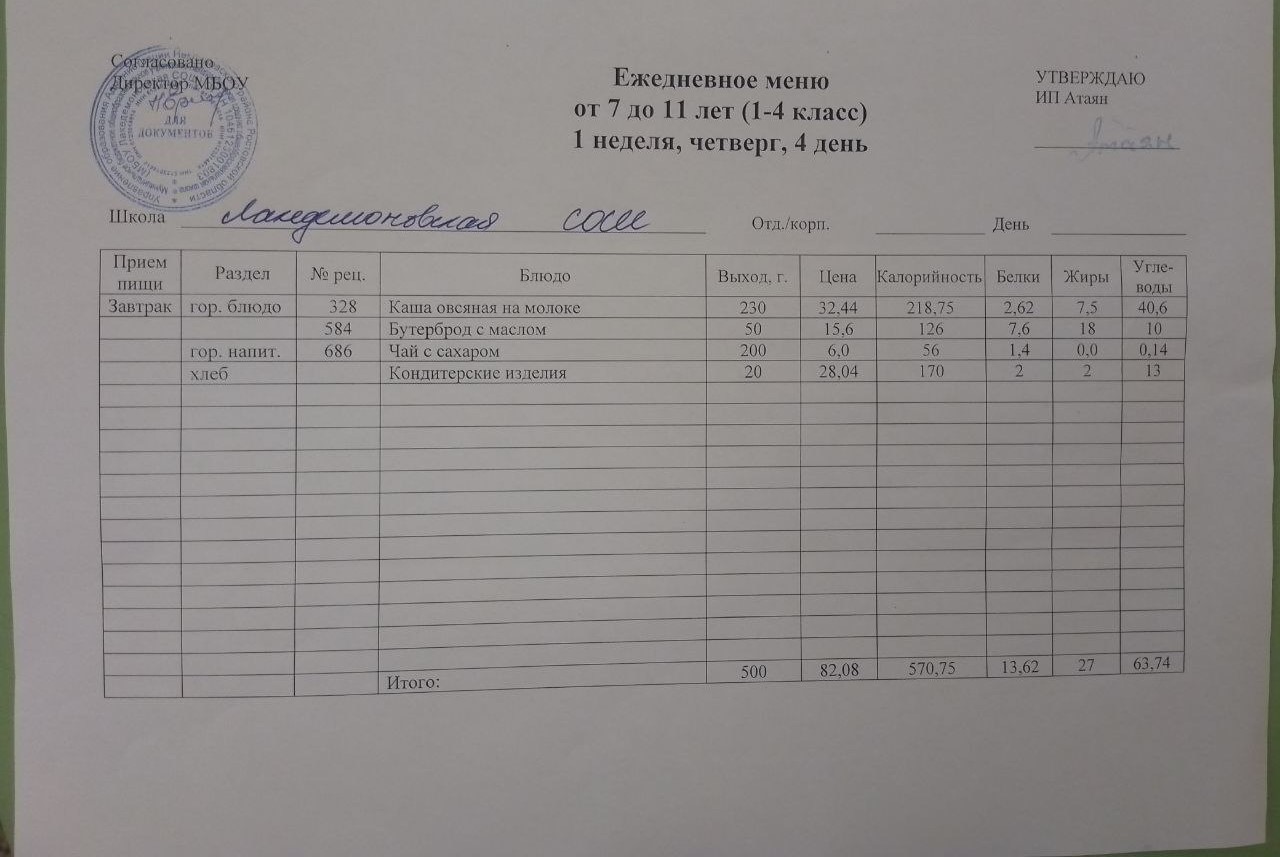 Согласовано
Директор МБОУ
ДЛЯ
ДОКУМЕНТОВ
Ежедневное меню
от 7 до 11 лет (1-4 класс)
1 неделя, четверг, 4 день
УТВЕРЖДАЮ
ИП Атаян
Атаян
Школа Лакедемоновская сош Отд./корп. День
Прием пищи Раздел № рец. Блюдо Выход, г. Цена Калорийность Белки Жиры Угле-воды
Завтрак гор. блюдо 328 Каша овсяная на молоке 230 32,44 218,75 2,62 7,5 40,6
584 Бутерброд с маслом 50 15,6 126 7,6 18 10
гор. напит. 686 Чай с сахаром 200 6,0 56 1,4 0,0 0,14
хлеб Кондитерские изделия 20 28,04 170 2 2 13
Итого: 500 82,08 570,75 13,62 27 63,74